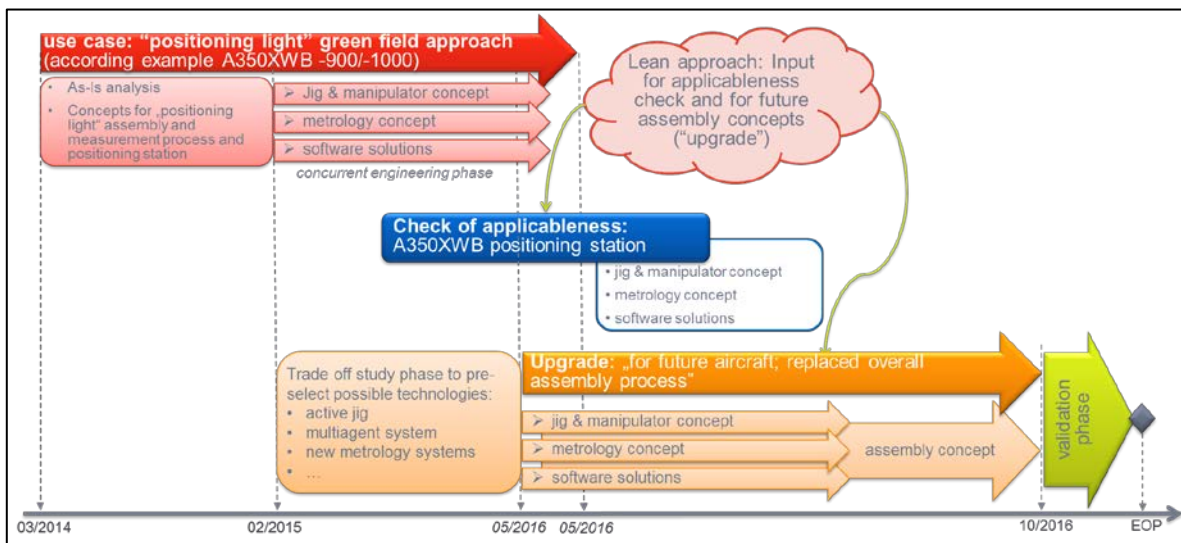 use case: "positioning light" green field approach
(according example A350XWB -900/-1000)
• As-Is analysis
• Concepts for „positioning
light" assembly and
measurement process and
positioning station
➢ Jig & manipulator concept
➢ metrology concept
➢ software solutions
concurrent engineering phase
Lean approach: Input
for applicableness
check and for future
assembly concepts
("upgrade")
Check of applicableness:
A350XWB positioning station
• jig & manipulator concept
• metrology concept
• software solutions
Trade off study phase to pre-
select possible technologies:
• active jig
• multiagent system
• new metrology systems
• …
Upgrade: „for future aircraft; replaced overall
assembly process"
➢ jig & manipulator concept
➢ metrology concept
➢ software solutions
assembly concept
validation
phase
03/2014
02/2015
05/2016
05/2016
10/2016
EOP